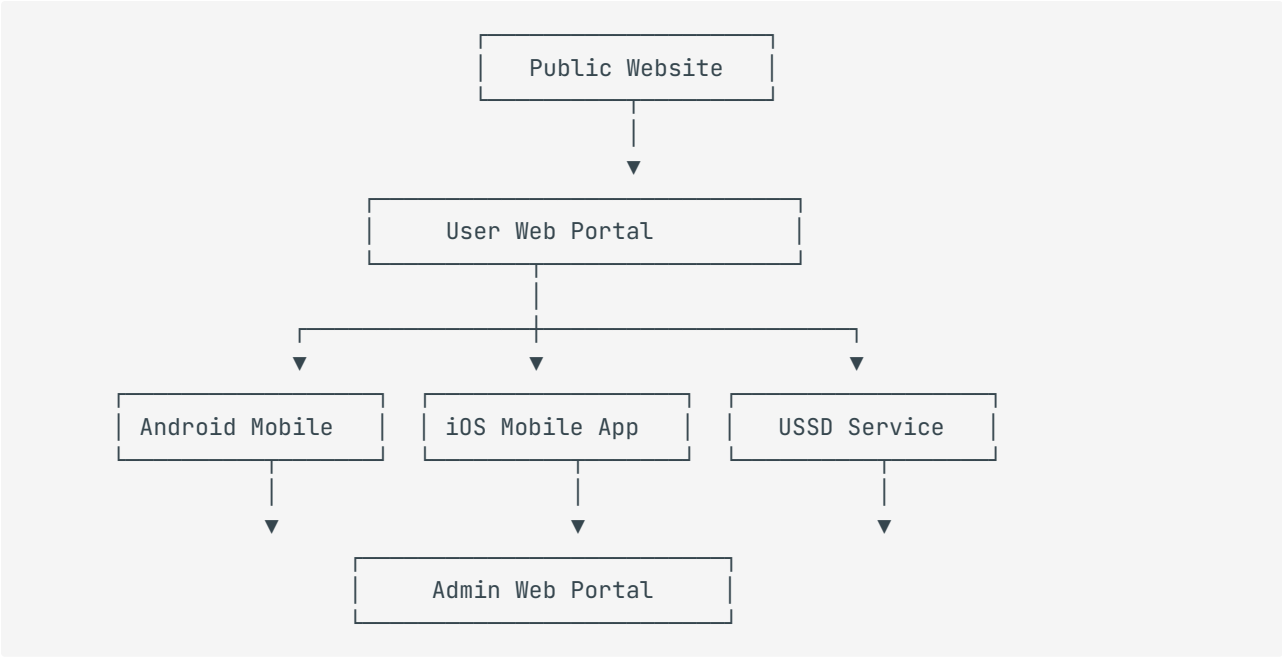 Public Website
User Web Portal
Android Mobile
iOS Mobile App
USSD Service
Admin Web Portal